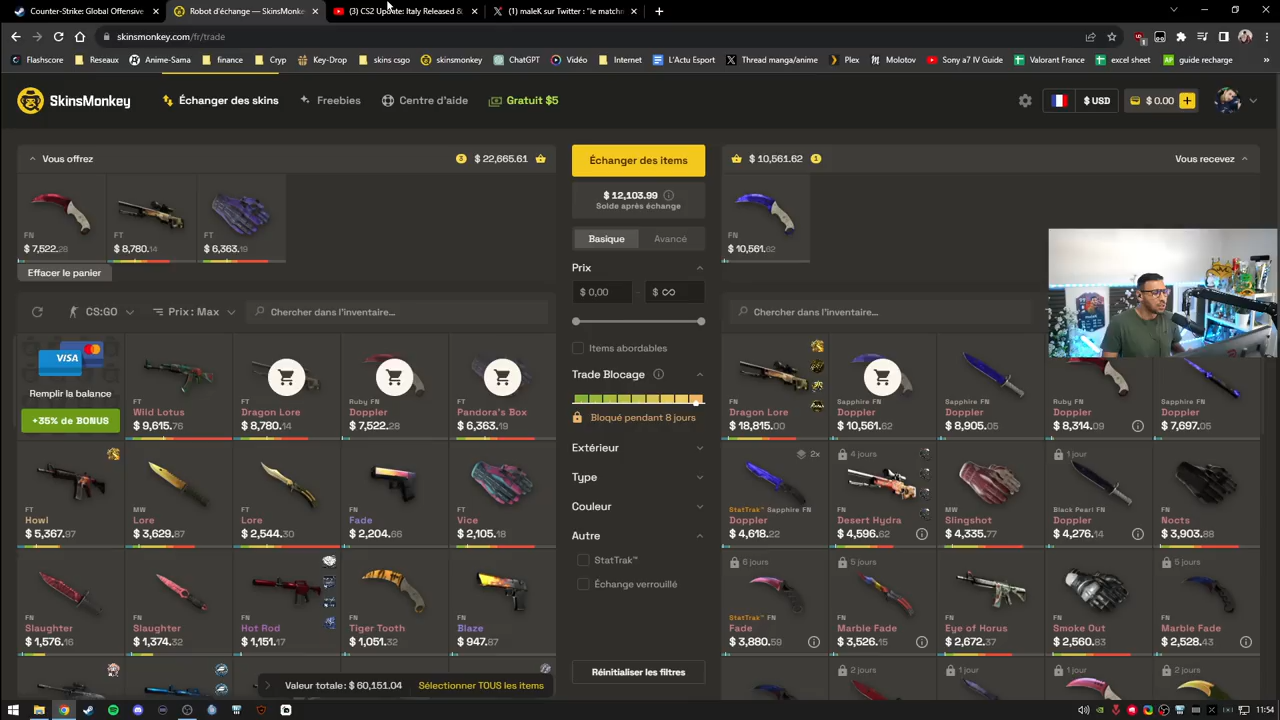 Counter-Strike: Global Offensive
Robot d'échange — SkinsMonke
(3) CS2 Update: Italy Released &
(1) maleK sur Twitter : "le matchm
skinsmonkey.com/fr/trade
Flashscore
Reseaux
Anime-Sama
finance
Cryp
Key-Drop
skins csgo
skinsmonkey
ChatGPT
Vidéo
Internet
L'Actu Esport
Thread manga/anime
Plex
Molotov
Sony a7 IV Guide
Valorant France
excel sheet
guide recharge
SkinsMonkey
Échanger des skins
Freebies
Centre d'aide
Gratuit $5
$ USD
$ 0.00
Vous offrez
3 $ 22,665.61
Échanger des items
$ 10,561.62 1
Vous recevez
FN
$ 7,522.28
FT
$ 8,780.14
FT
$ 6,363.19
$ 12,103.99
Solde après échange
FN
$ 10,561.62
Basique
Avancé
Effacer le panier
Prix
$ 0,00 - $ ∞
CS:GO
Prix : Max
Chercher dans l'inventaire...
Chercher dans l'inventaire...
Items abordables
Trade Blocage
Bloqué pendant 8 jours
Extérieur
Type
Couleur
Autre
StatTrak™
Échange verrouillé
Réinitialiser les filtres
VISA
Remplir la balance
+35% de BONUS
FT
Wild Lotus
$ 9,615.76
FT
Dragon Lore
$ 8,780.14
Ruby FN
Doppler
$ 7,522.28
FT
Pandora's Box
$ 6,363.19
FT
Howl
$ 5,367.97
MW
Lore
$ 3,629.87
FT
Lore
$ 2,544.30
FN
Fade
$ 2,204.66
FT
Vice
$ 2,105.18
FN
Slaughter
$ 1,576.16
FN
Slaughter
$ 1,374.32
FN
Hot Rod
$ 1,151.17
FN
Tiger Tooth
$ 1,051.32
FN
Blaze
$ 947.87
Valeur totale : $ 60,151.04
Sélectionner TOUS les items
FT
Dragon Lore
$ 18,815.00
Sapphire FN
Doppler
$ 10,561.62
Sapphire FN
Doppler
$ 8,905.05
Ruby FN
Doppler
$ 8,314.09
Sapphire FN
Doppler
$ 7,697.05
2x
StatTrak™ Sapphire FN
Doppler
$ 4,618.22
4 jours
FN
Desert Hydra
$ 4,596.62
MW
Slingshot
$ 4,335.77
1 jour
Black Pearl FN
Doppler
$ 4,276.14
FN
Nocts
$ 3,903.88
6 jours
StatTrak™ FN
Fade
$ 3,880.59
5 jours
FN
Marble Fade
$ 3,526.15
FN
Eye of Horus
$ 2,672.37
FN
Smoke Out
$ 2,560.83
5 jours
FN
Marble Fade
$ 2,528.43
2 jours
1 jour
2 jours
11:54